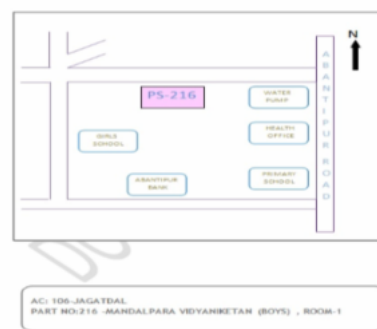 N
PS-216
WATER
PUMP
ABANTIPUR ROAD
GIRLS
SCHOOL
HEALTH
OFFICE
ABANTIPUR
BANK
PRIMARY
SCHOOL
AC: 106-JAGATDAL
PART NO:216 -MANDALPARA VIDYANIKETAN (BOYS) , ROOM-1